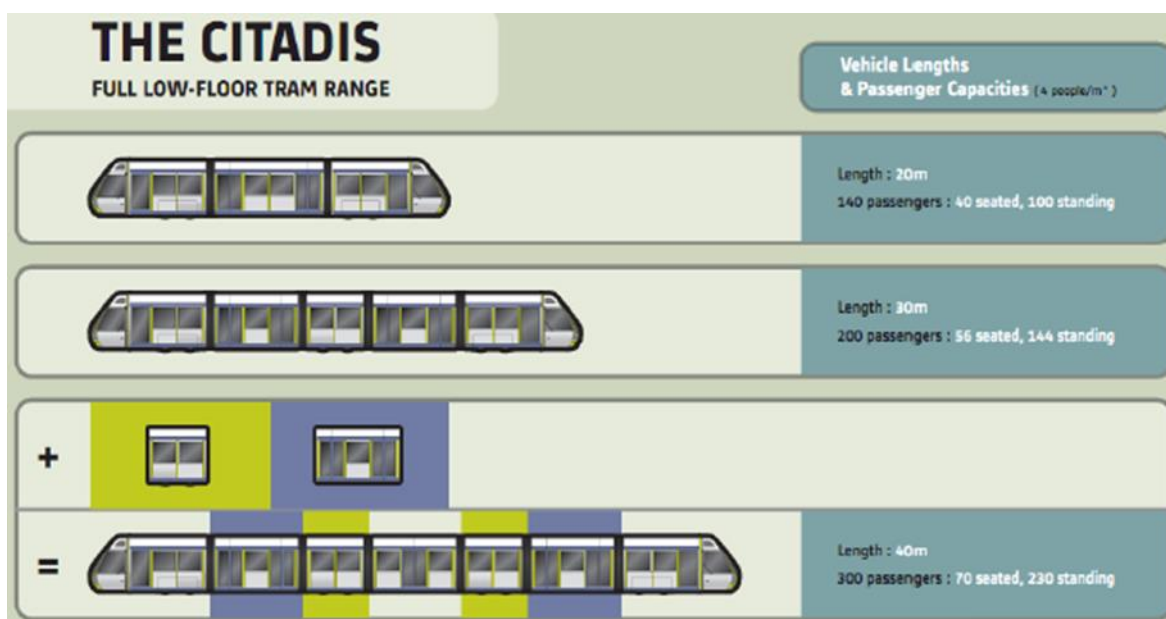 THE CITADIS
FULL LOW-FLOOR TRAM RANGE
Vehicle Lengths
& Passenger Capacities ( 4 people/m² )
Length : 20m
140 passengers : 40 seated, 100 standing
Length : 30m
200 passengers : 56 seated, 144 standing
+
=
Length : 40m
300 passengers : 70 seated, 230 standing